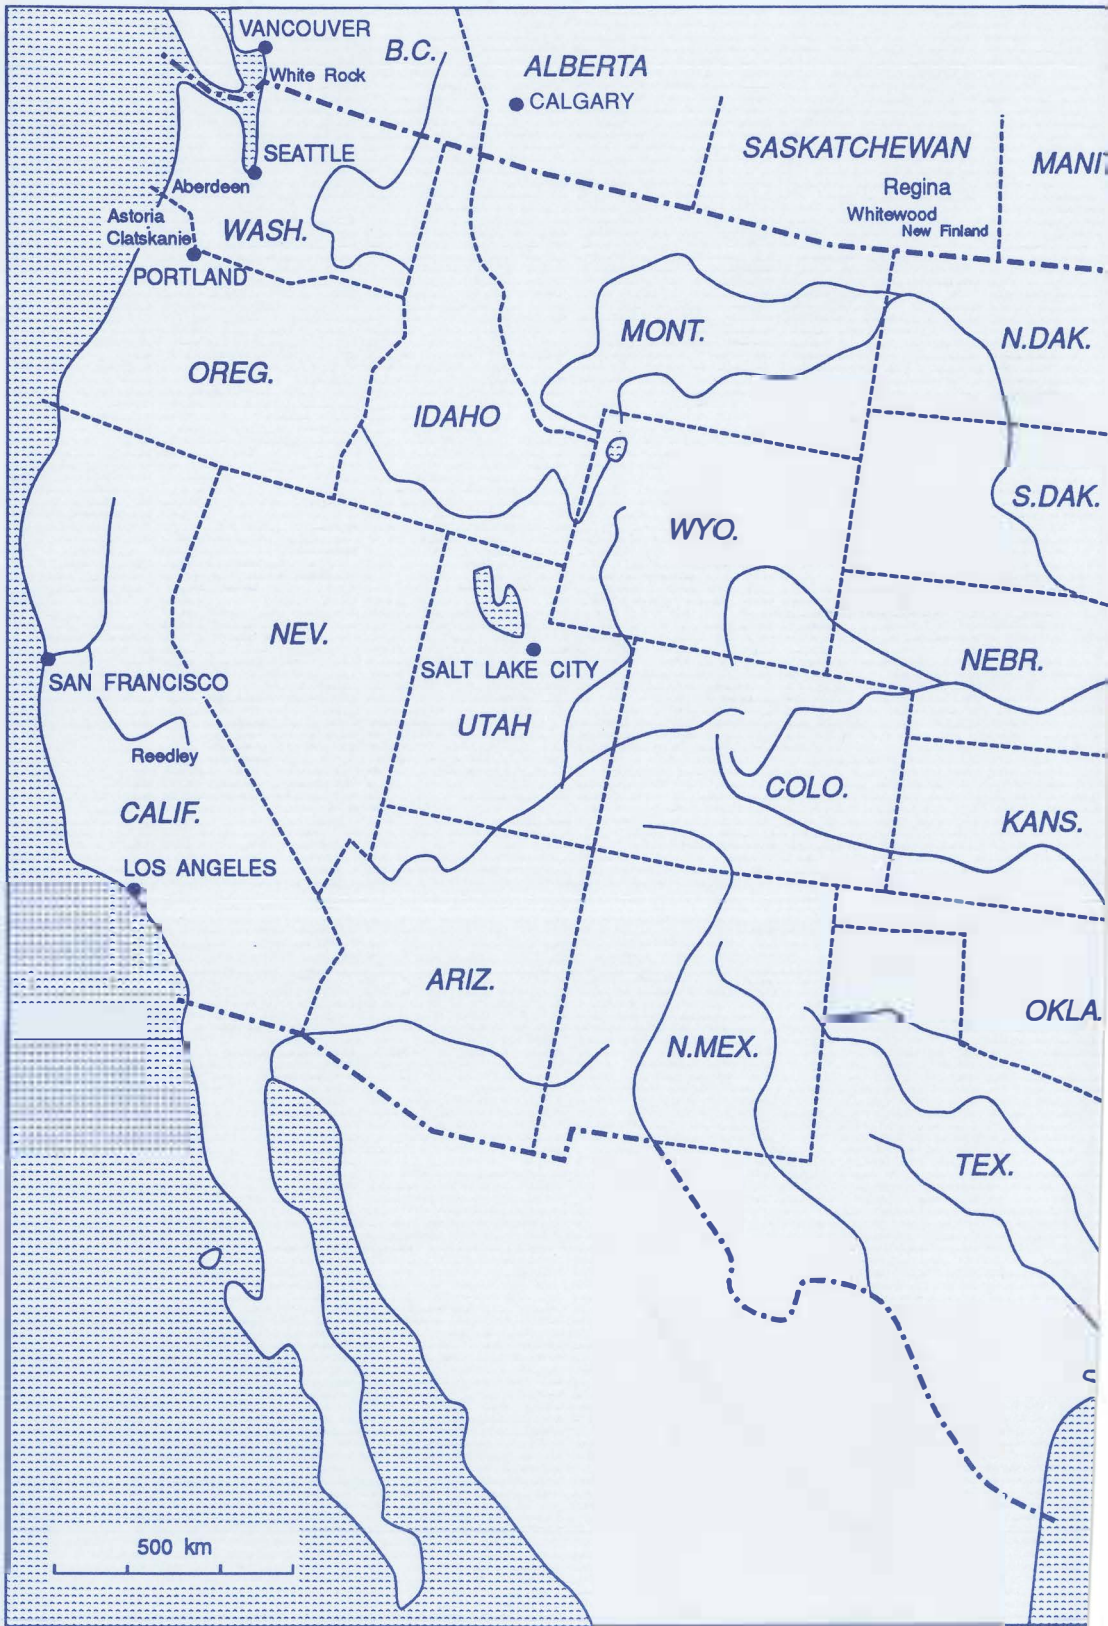 VANCOUVER
B.C.
ALBERTA
White Rock
CALGARY
SASKATCHEWAN
MANIT
SEATTLE
Aberdeen
Regina
Astoria
Whitewood
Clatskanie
WASH.
New Finland
PORTLAND
MONT.
N.DAK.
OREG.
IDAHO
S.DAK.
WYO.
NEV.
NEBR.
SALT LAKE CITY
SAN FRANCISCO
UTAH
Reedley
COLO.
CALIF.
KANS.
LOS ANGELES
ARIZ.
OKLA.
N.MEX.
TEX.
500 km